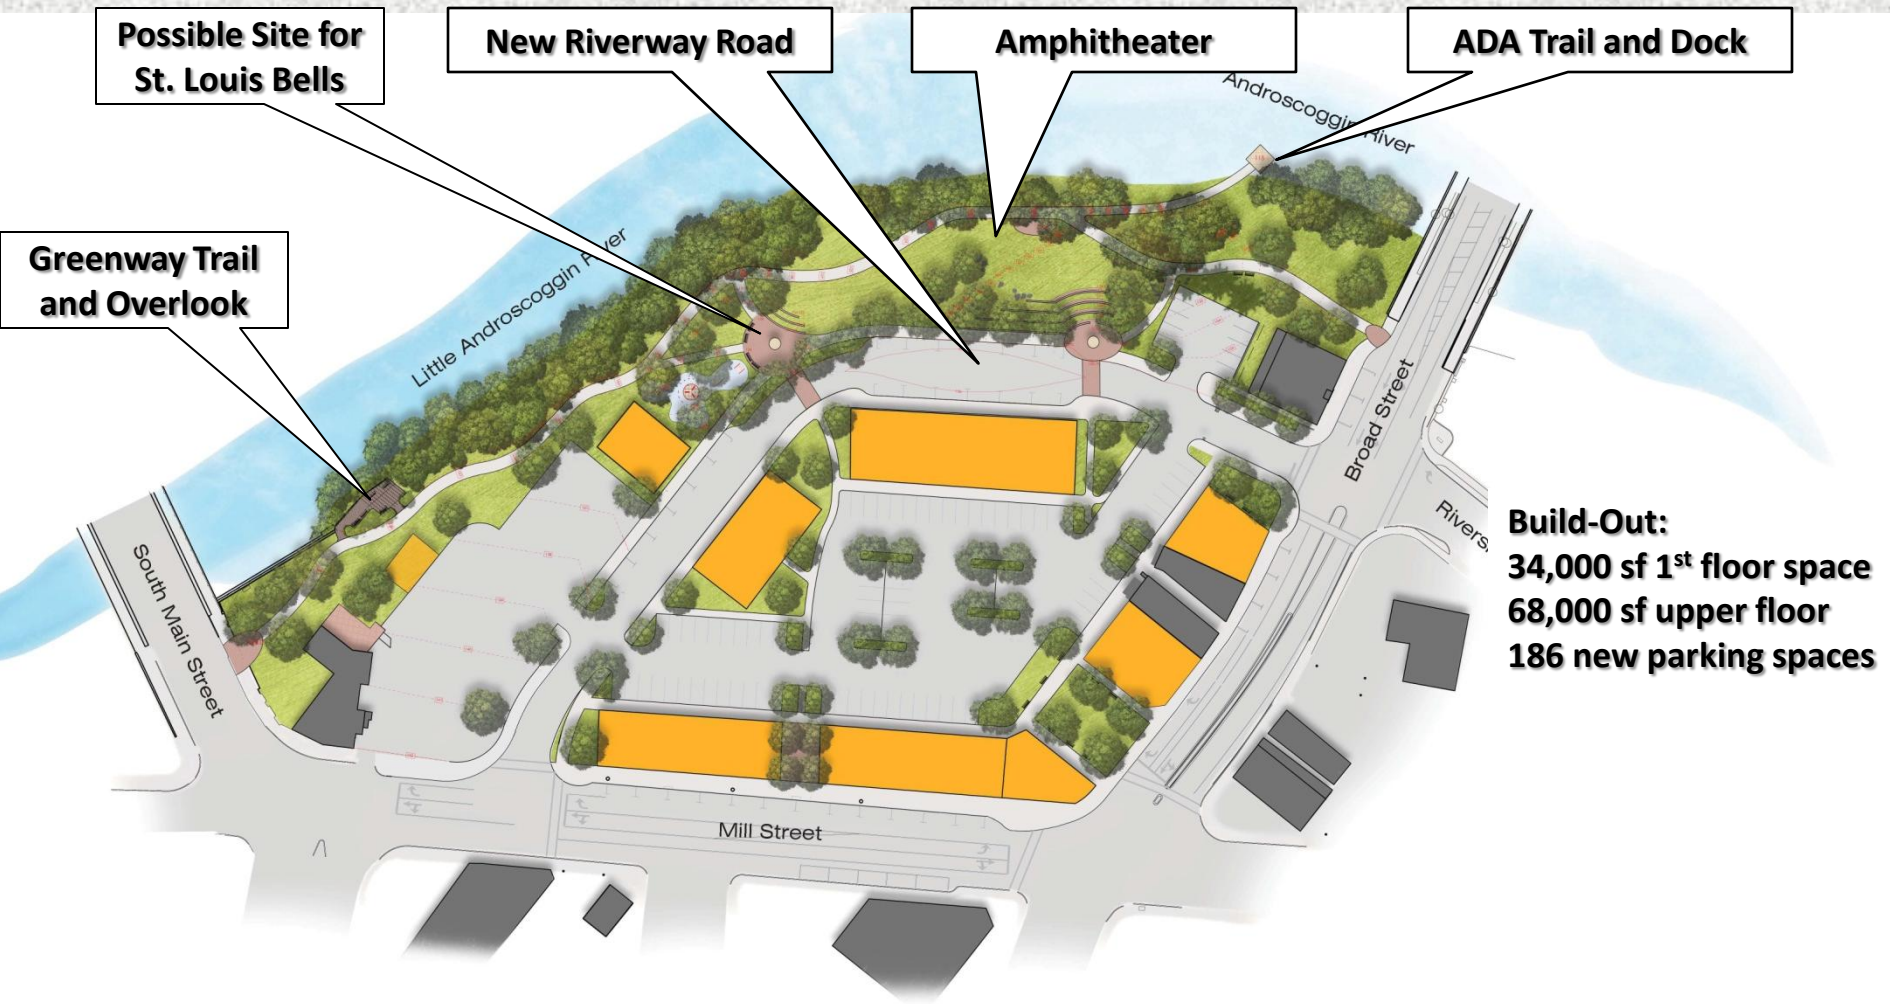 Possible Site for
St. Louis Bells
New Riverway Road
Amphitheater
ADA Trail and Dock
Androscoggin River
Greenway Trail
and Overlook
Little Androscoggin River
Broad Street
Rivers
South Main Street
Build-Out:
34,000 sf 1st floor space
68,000 sf upper floor
186 new parking spaces
Mill Street